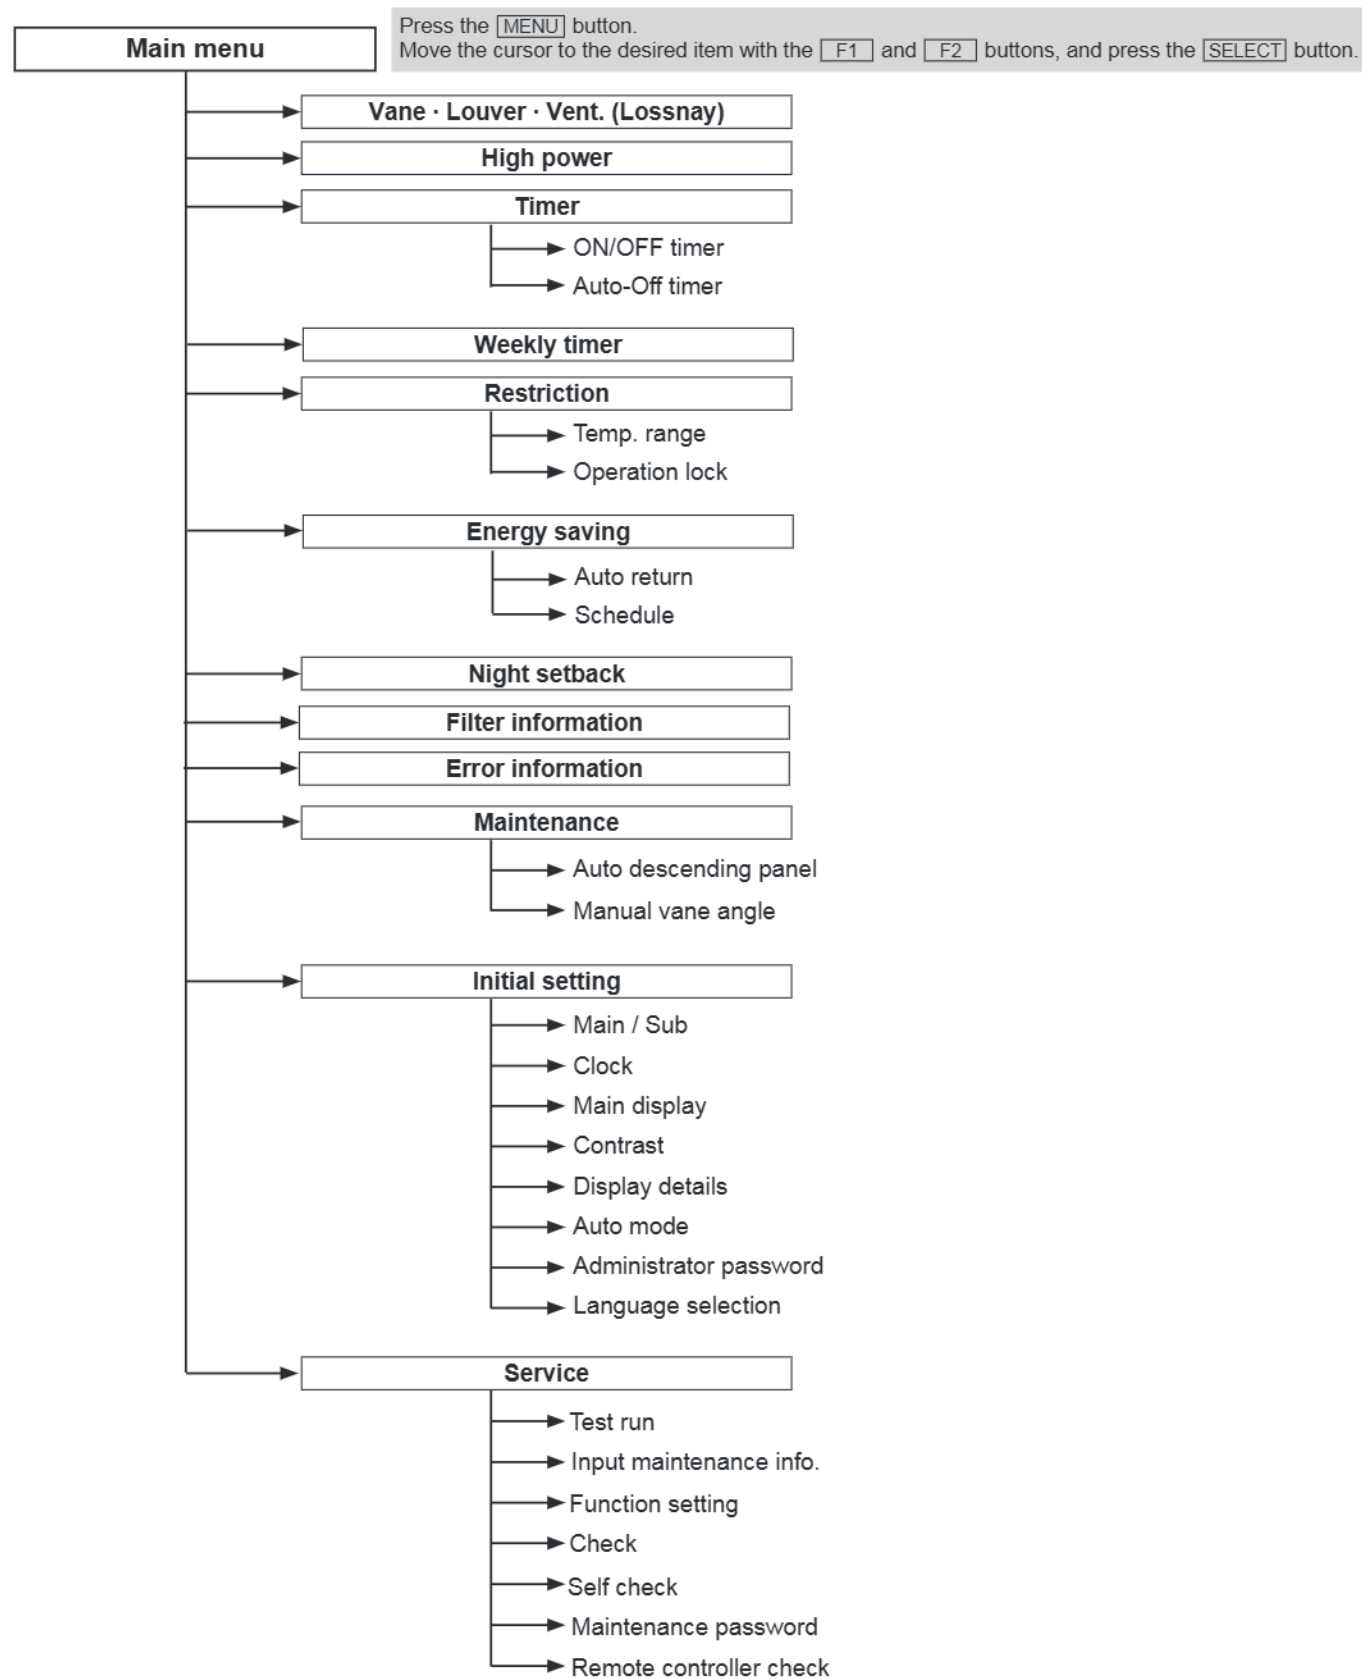 Main menu
Press the MENU button.
Move the cursor to the desired item with the F1 and F2 buttons, and press the SELECT button.
Vane · Louver · Vent. (Lossnay)
High power
Timer
ON/OFF timer
Auto-Off timer
Weekly timer
Restriction
Temp. range
Operation lock
Energy saving
Auto return
Schedule
Night setback
Filter information
Error information
Maintenance
Auto descending panel
Manual vane angle
Initial setting
Main / Sub
Clock
Main display
Contrast
Display details
Auto mode
Administrator password
Language selection
Service
Test run
Input maintenance info.
Function setting
Check
Self check
Maintenance password
Remote controller check